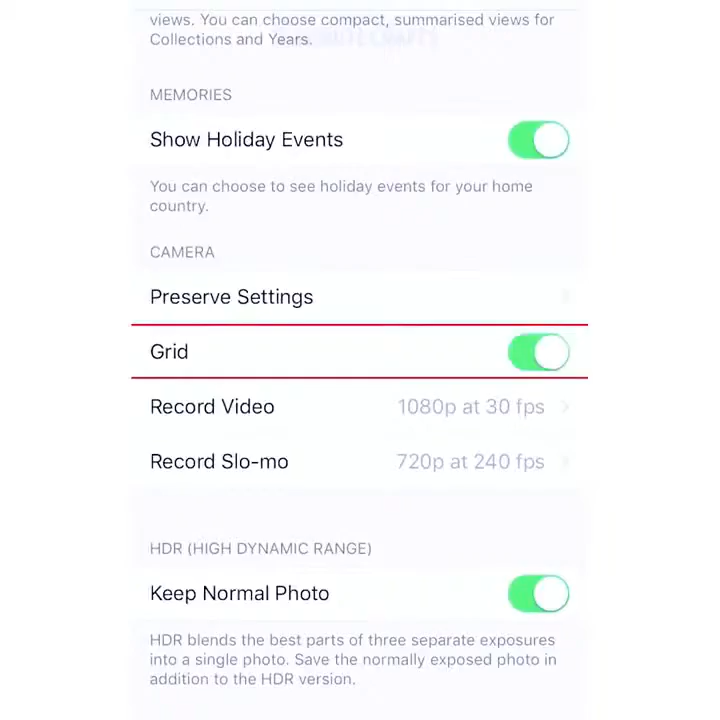 views. You can choose compact, summarised views for
Collections and Years.
MEMORIES
Show Holiday Events
You can choose to see holiday events for your home
country.
CAMERA
Preserve Settings
Grid
Record Video 1080p at 30 fps
Record Slo-mo 720p at 240 fps
HDR (HIGH DYNAMIC RANGE)
Keep Normal Photo
HDR blends the best parts of three separate exposures
into a single photo. Save the normally exposed photo in
addition to the HDR version.